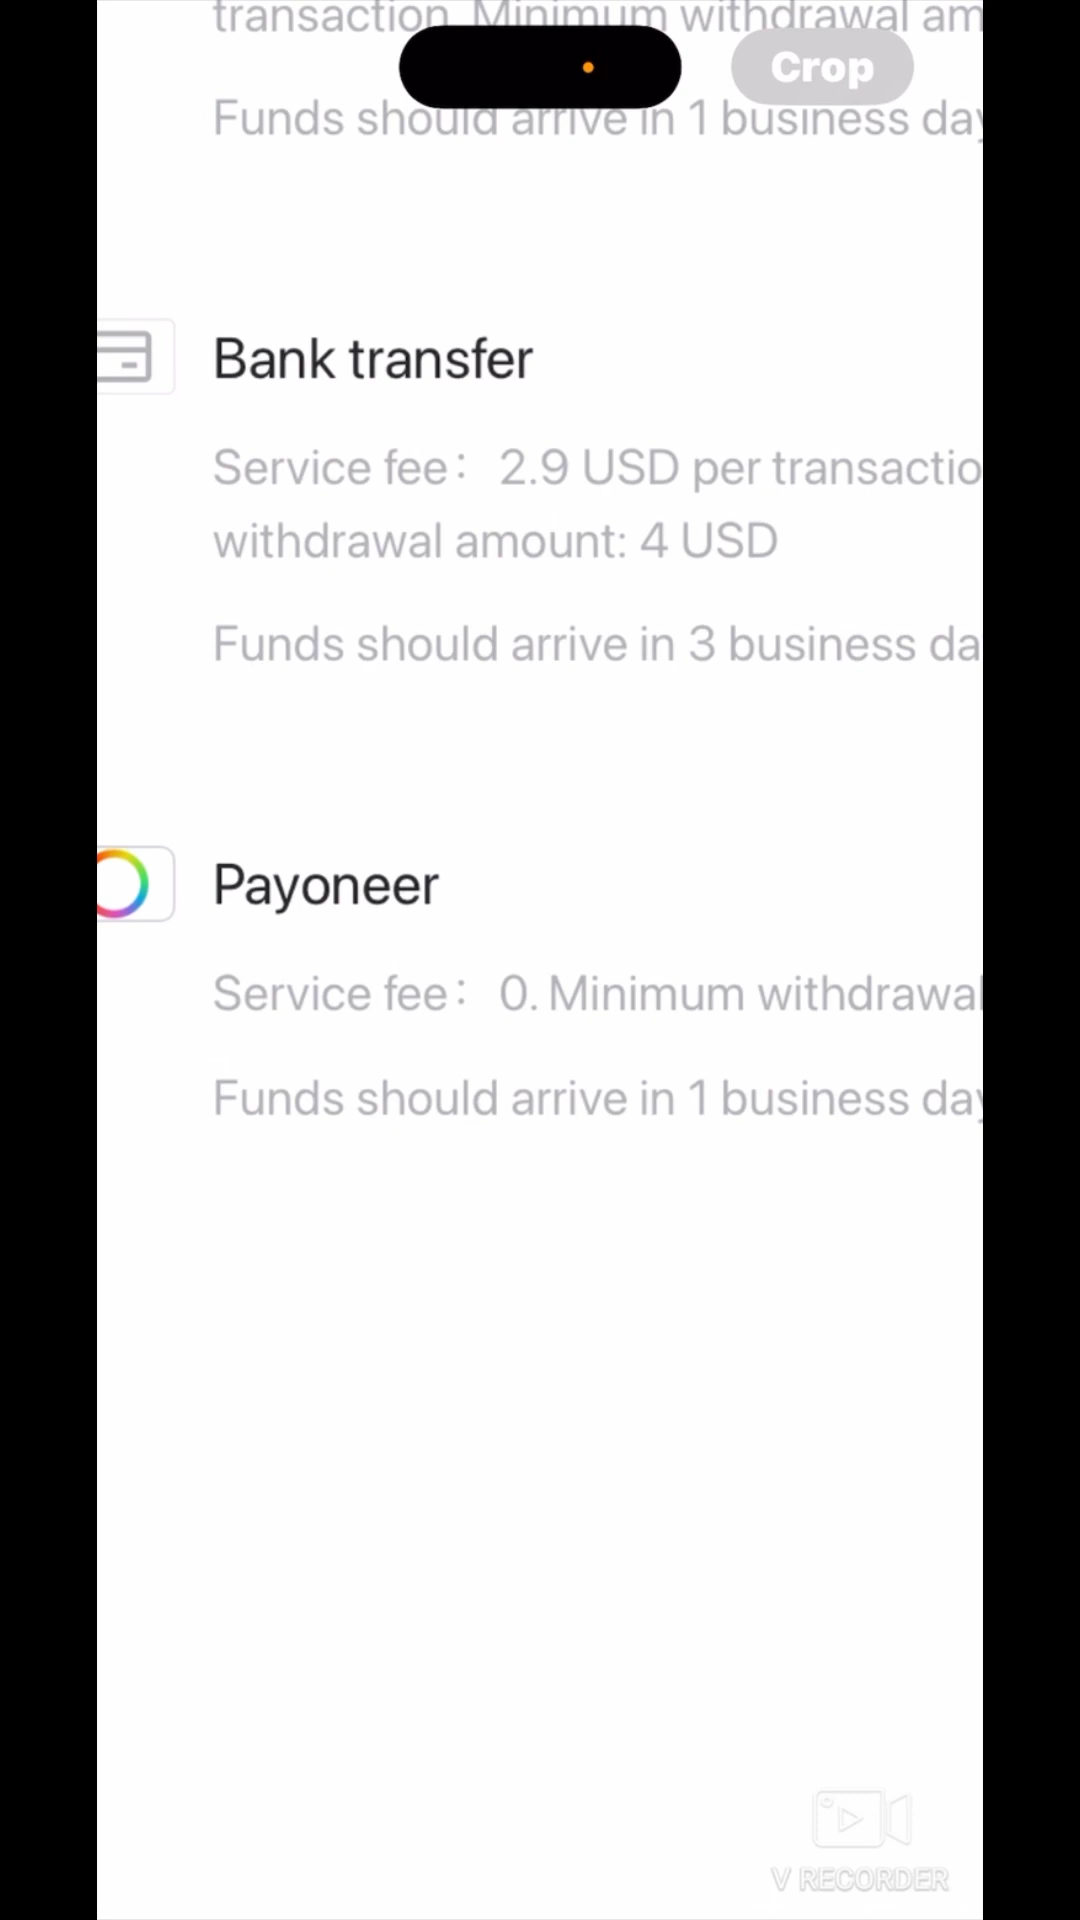 transaction. Minimum withdrawal am
Crop
Funds should arrive in 1 business day
Bank transfer
Service fee： 2.9 USD per transactio
withdrawal amount: 4 USD
Funds should arrive in 3 business da
Payoneer
Service fee： 0. Minimum withdrawal
Funds should arrive in 1 business day
V RECORDER